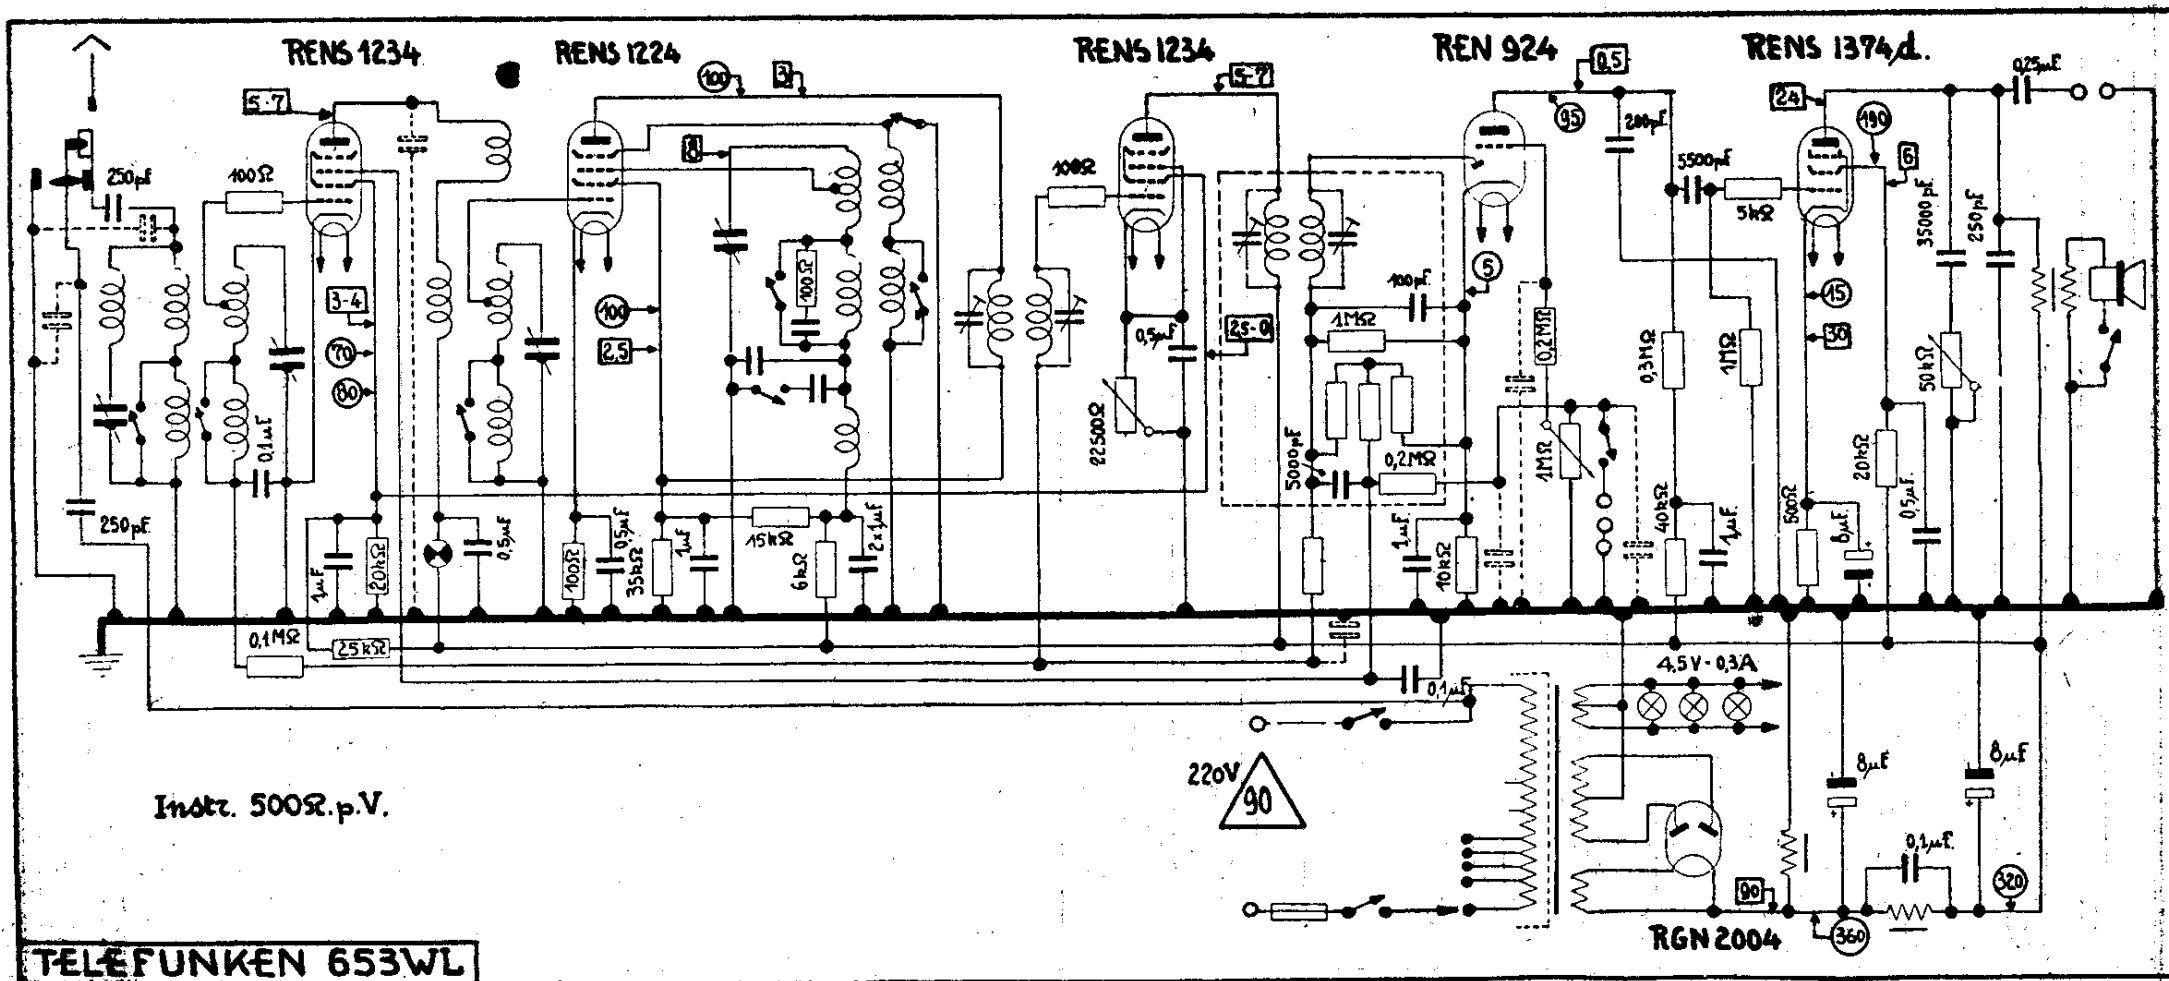 RENS 1234
RENS 1224
RENS 1234
REN 924
RENS 1374d.
5-7
100
3
5-7
0,5
95
200pF
24
190
6
0,25µF
250pF
100Ω
8
100Ω
5500pF
5kΩ
35000pF
250pF
3-4
70
80
100Ω
100
2,5
0,5µF
25-0
100pF
5
1MΩ
0,2MΩ
0,3MΩ
1MΩ
15
30
50kΩ
0,1µF
22500Ω
5000pF
0,2MΩ
1MΩ
20kΩ
0,5µF
250pF
1µF
20kΩ
0,5µF
100Ω
0,5µF
35kΩ
1µF
15kΩ
6kΩ
2x1µF
1µF
10kΩ
40kΩ
1µF
500Ω
8µF
0,1MΩ
25kΩ
0,1µF
4,5V-0,3A
220V
90
8µF
8µF
0,1µF
90
360
320
RGN 2004
Instr. 500Ω.p.V.
TELEFUNKEN 653WL